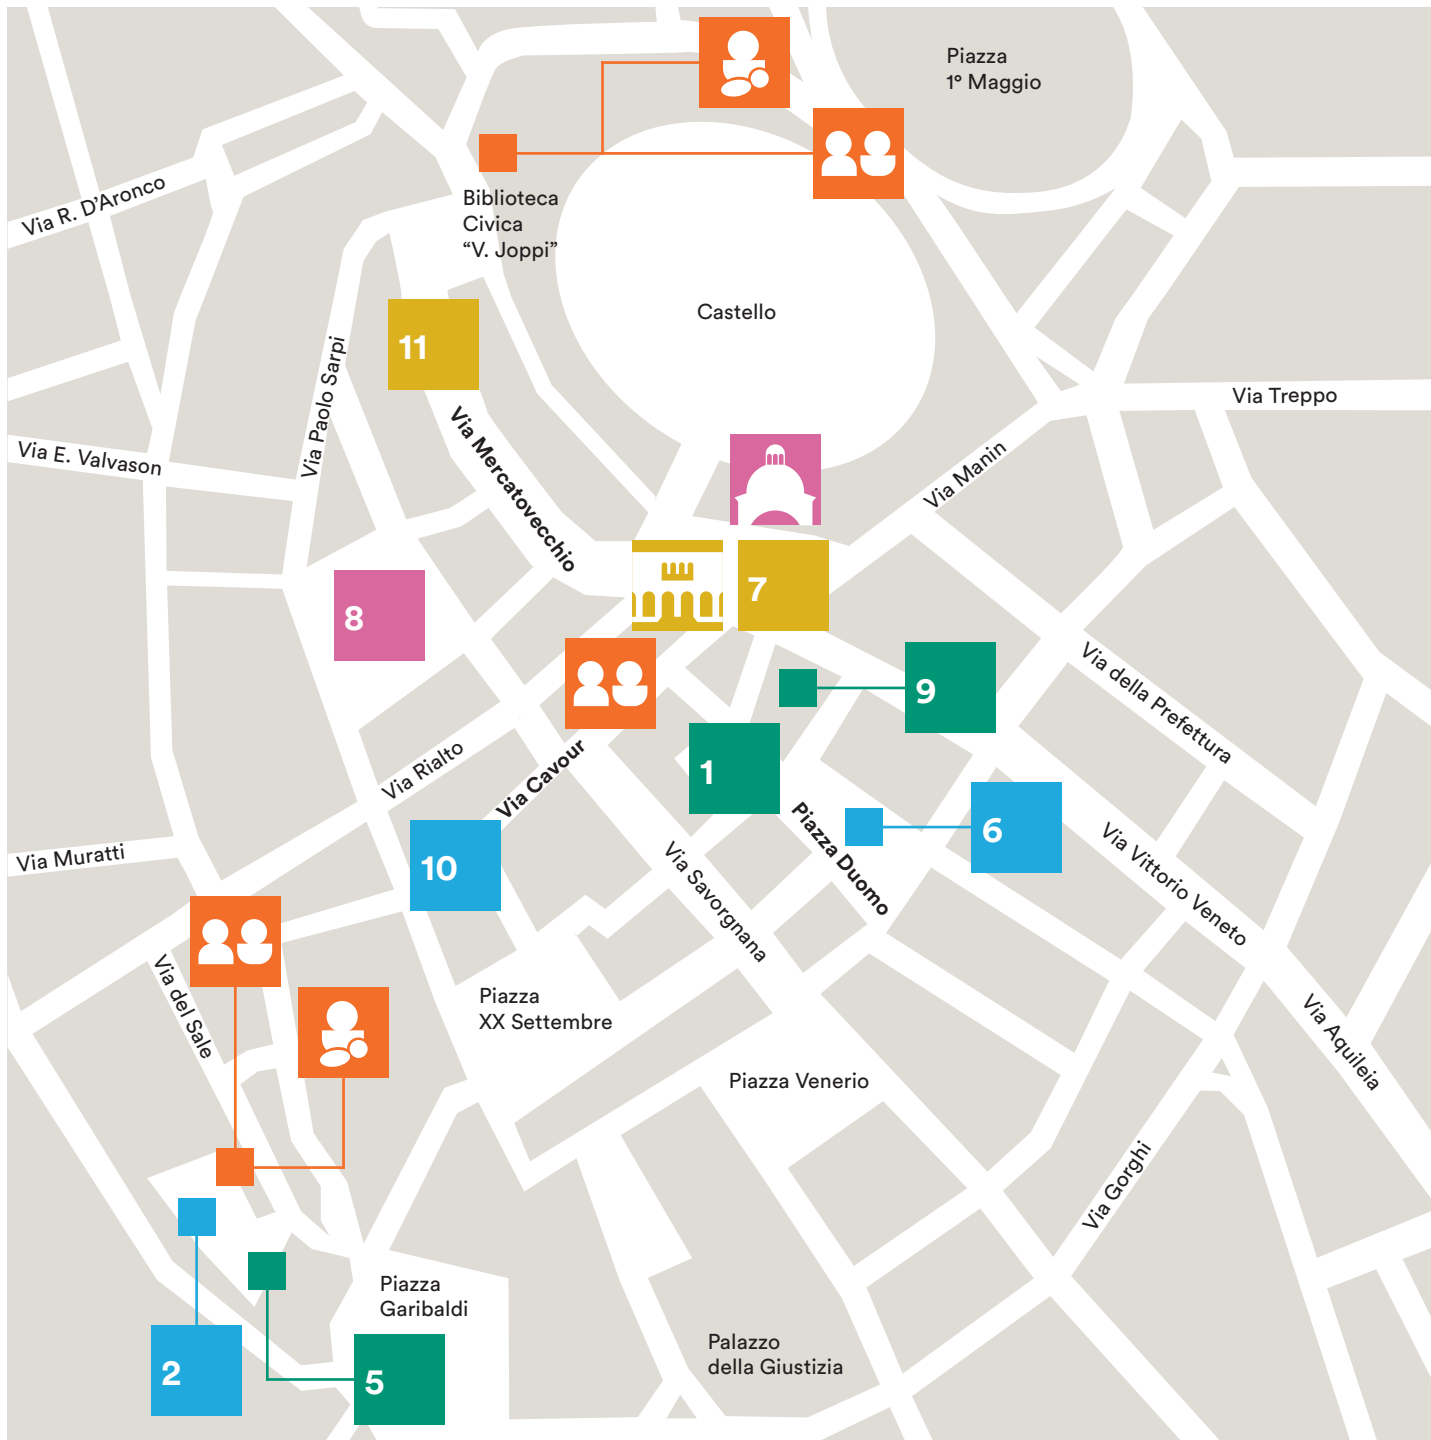 Piazza
1° Maggio
Via R. D’Aronco
Biblioteca
Civica
“V. Joppi”
Castello
11
Via Paolo Sarpi
Via Treppo
Via Mercatovecchio
Via E. Valvason
Via Manin
7
8
9
Via della Prefettura
Via Rialto
Via Cavour
1
6
Piazza Duomo
Via Vittorio Veneto
Via Muratti
10
Via Savorgnana
Via del Sale
Piazza
XX Settembre
Via Aquileia
Piazza Venerio
Via Gorghi
Piazza
Garibaldi
Palazzo
della Giustizia
2
5